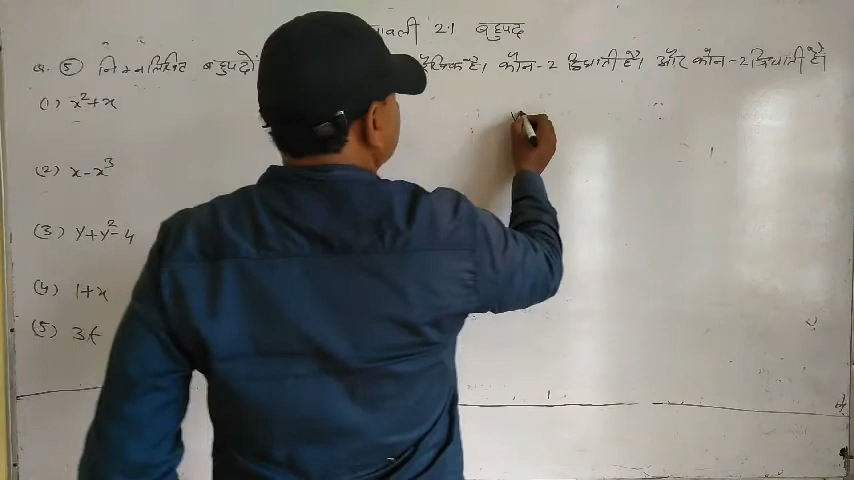 2.1 बहुपद
Q. (5) निम्नलिखित बहुपदों है। कौन-2 द्विघाती है। और कौन-2 त्रिघाती है।
(1) x²+x
(2) x-x³
(3) y+y²-4
(4) 1+x
(5) 3t